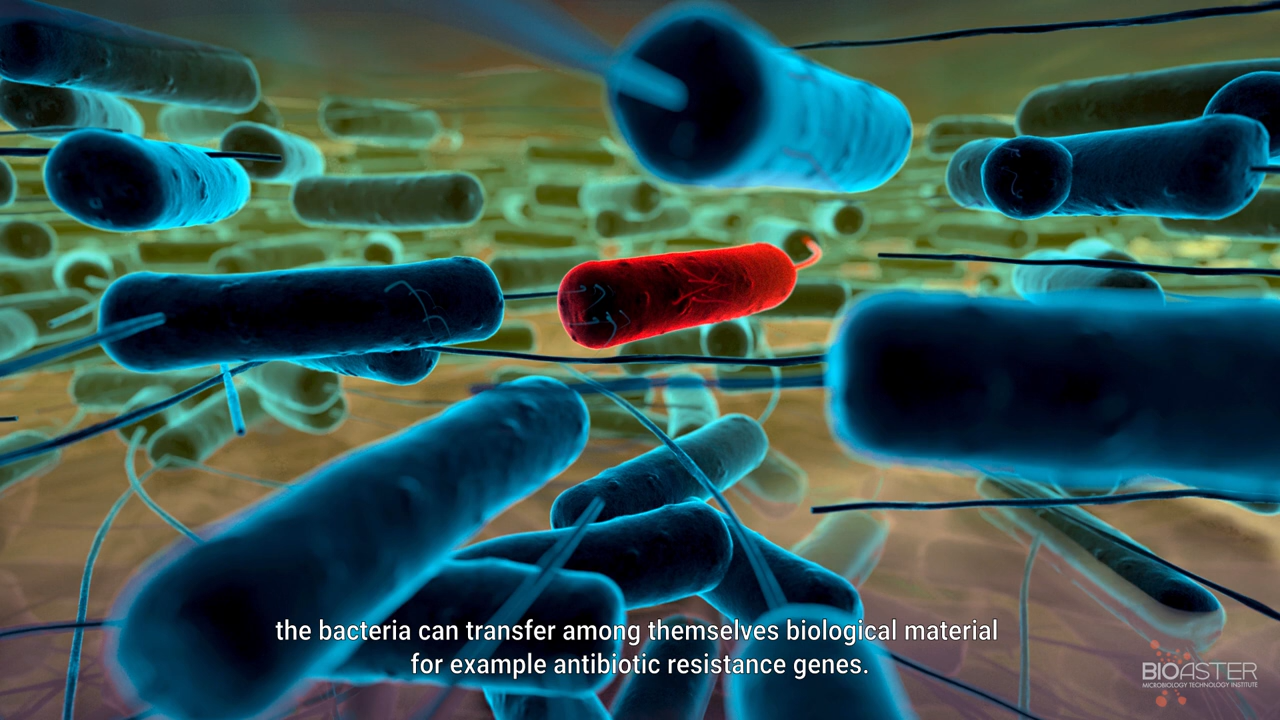 the bacteria can transfer among themselves biological material
for example antibiotic resistance genes.
BIOASTER
MICROBIOLOGY TECHNOLOGY INSTITUTE